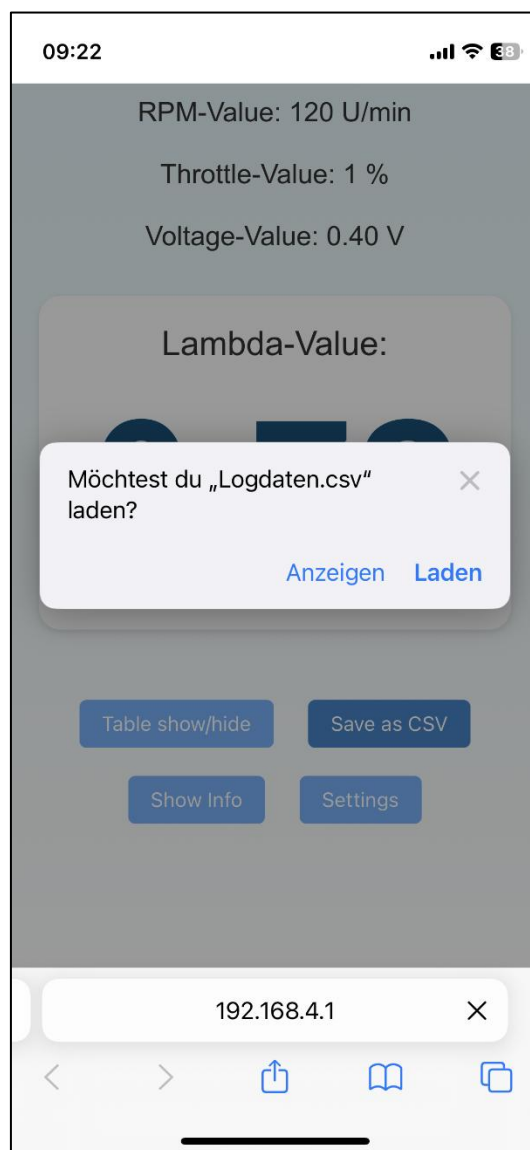 09:22
38
RPM-Value: 120 U/min
Throttle-Value: 1 %
Voltage-Value: 0.40 V
Lambda-Value:
Möchtest du „Logdaten.csv“
laden?
Anzeigen Laden
Table show/hide Save as CSV
Show Info Settings
192.168.4.1